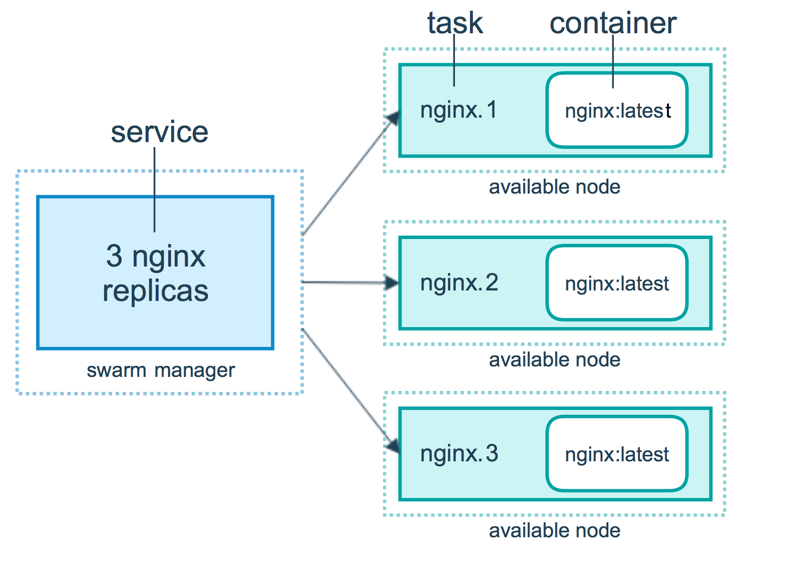 task
container
nginx.1
nginx:latest
available node
service
3 nginx
replicas
swarm manager
nginx.2
nginx:latest
available node
nginx.3
nginx:latest
available node